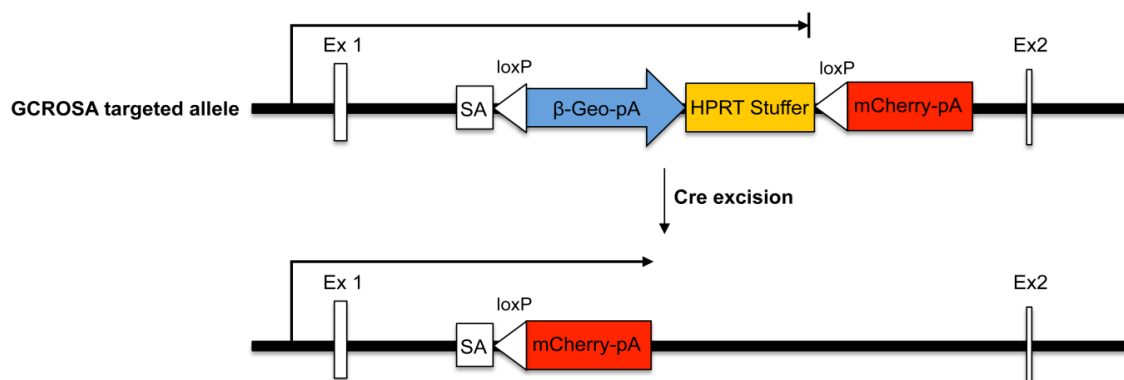 Ex 1
Ex2
loxP
loxP
GCROSA targeted allele
SA
β-Geo-pA
HPRT Stuffer
mCherry-pA
Cre excision
Ex 1
Ex2
loxP
SA
mCherry-pA